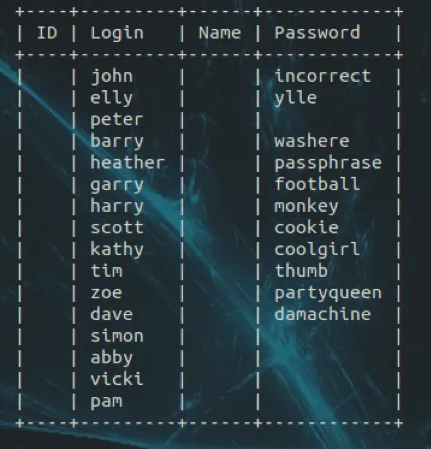 +----+---------+------+------------+
| ID | Login   | Name | Password   |
+----+---------+------+------------+
|    | john    |      | incorrect  |
|    | elly    |      | ylle       |
|    | peter   |      |            |
|    | barry   |      | washere    |
|    | heather |      | passphrase |
|    | garry   |      | football   |
|    | harry   |      | monkey     |
|    | scott   |      | cookie     |
|    | kathy   |      | coolgirl   |
|    | tim     |      | thumb      |
|    | zoe     |      | partyqueen |
|    | dave    |      | damachine  |
|    | simon   |      |            |
|    | abby    |      |            |
|    | vicki   |      |            |
|    | pam     |      |            |
+----+---------+------+------------+